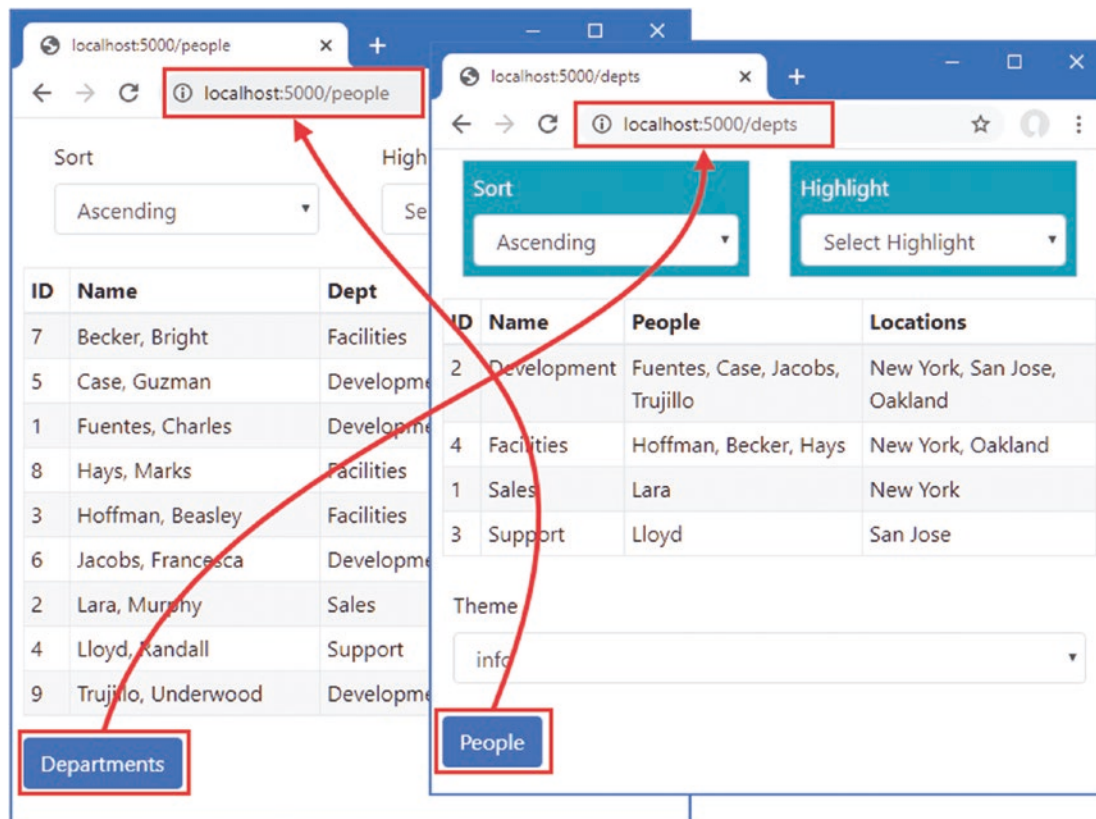 localhost:5000/people
localhost:5000/people
Sort
High
Ascending
Se
ID Name Dept
7 Becker, Bright Facilities
5 Case, Guzman Developme
1 Fuentes, Charles Developme
8 Hays, Marks Facilities
3 Hoffman, Beasley Facilities
6 Jacobs, Francesca Developme
2 Lara, Murphy Sales
4 Lloyd, Randall Support
9 Trujillo, Underwood Developme
Departments
localhost:5000/depts
localhost:5000/depts
Sort
Highlight
Ascending
Select Highlight
ID Name People Locations
2 Development Fuentes, Case, Jacobs, New York, San Jose,
Trujillo Oakland
4 Facilities Hoffman, Becker, Hays New York, Oakland
1 Sales Lara New York
3 Support Lloyd San Jose
Theme
info
People